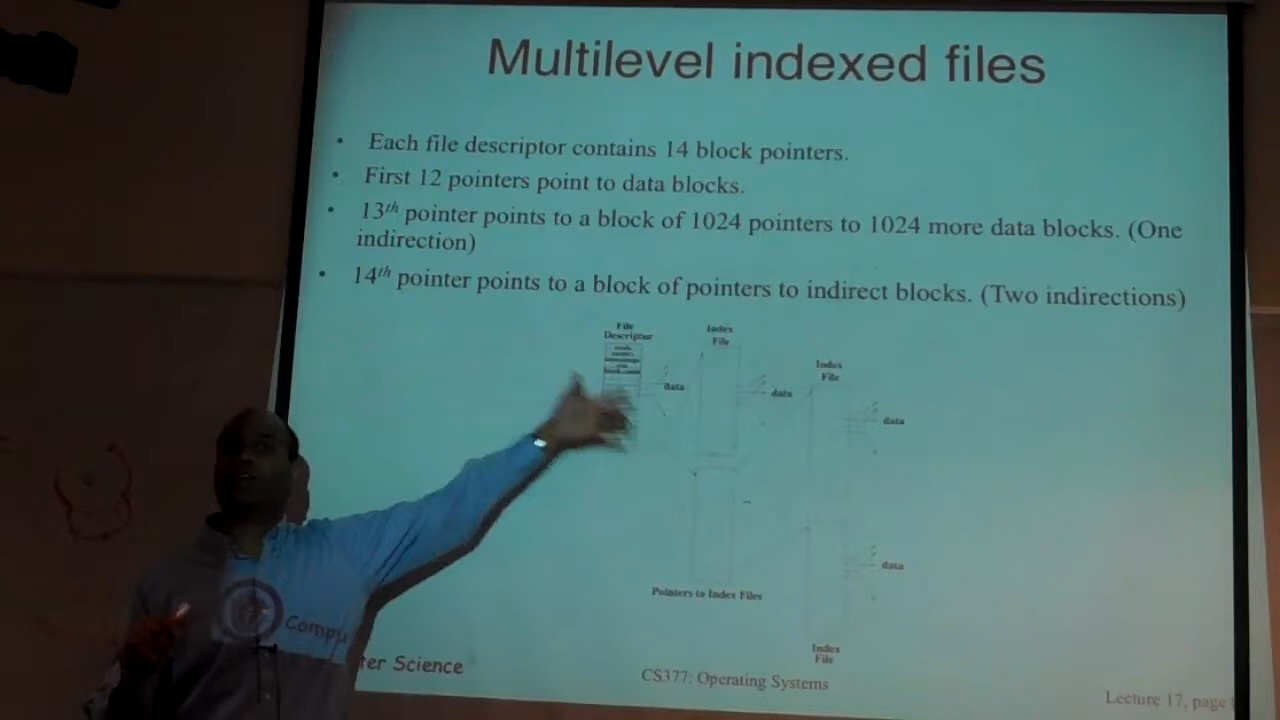 Multilevel indexed files
• Each file descriptor contains 14 block pointers.
• First 12 pointers point to data blocks.
• 13th pointer points to a block of 1024 pointers to 1024 more data blocks. (One
indirection)
• 14th pointer points to a block of pointers to indirect blocks. (Two indirections)
File
Descriptor
data
Index
File
data
Index
File
data
data
Pointers to Index Files
Index
File
Computer Science
CS377: Operating Systems
Lecture 17, page